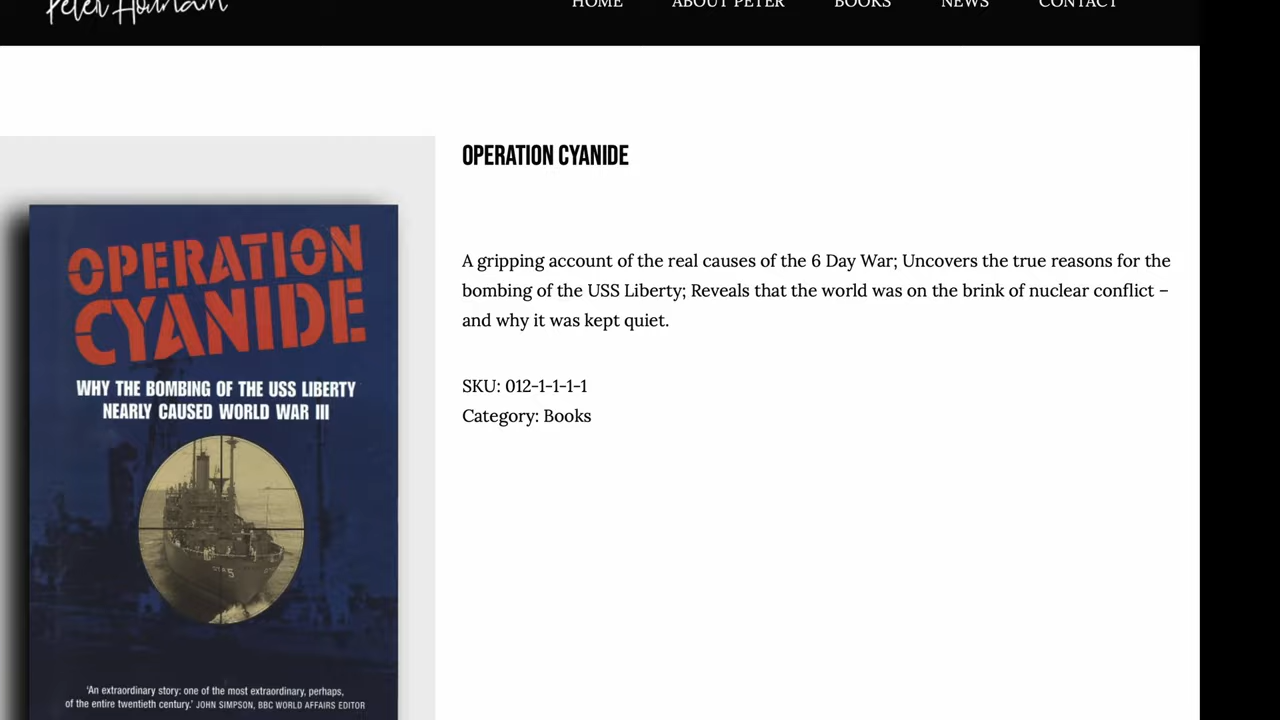 Peter Hounam
HOME ABOUT PETER BOOKS NEWS CONTACT
OPERATION CYANIDE
A gripping account of the real causes of the 6 Day War; Uncovers the true reasons for the
bombing of the USS Liberty; Reveals that the world was on the brink of nuclear conflict –
and why it was kept quiet.
SKU: 012-1-1-1-1
Category: Books
OPERATION
CYANIDE
WHY THE BOMBING OF THE USS LIBERTY
NEARLY CAUSED WORLD WAR III
'An extraordinary story: one of the most extraordinary, perhaps,
of the entire twentieth century.' JOHN SIMPSON, BBC WORLD AFFAIRS EDITOR